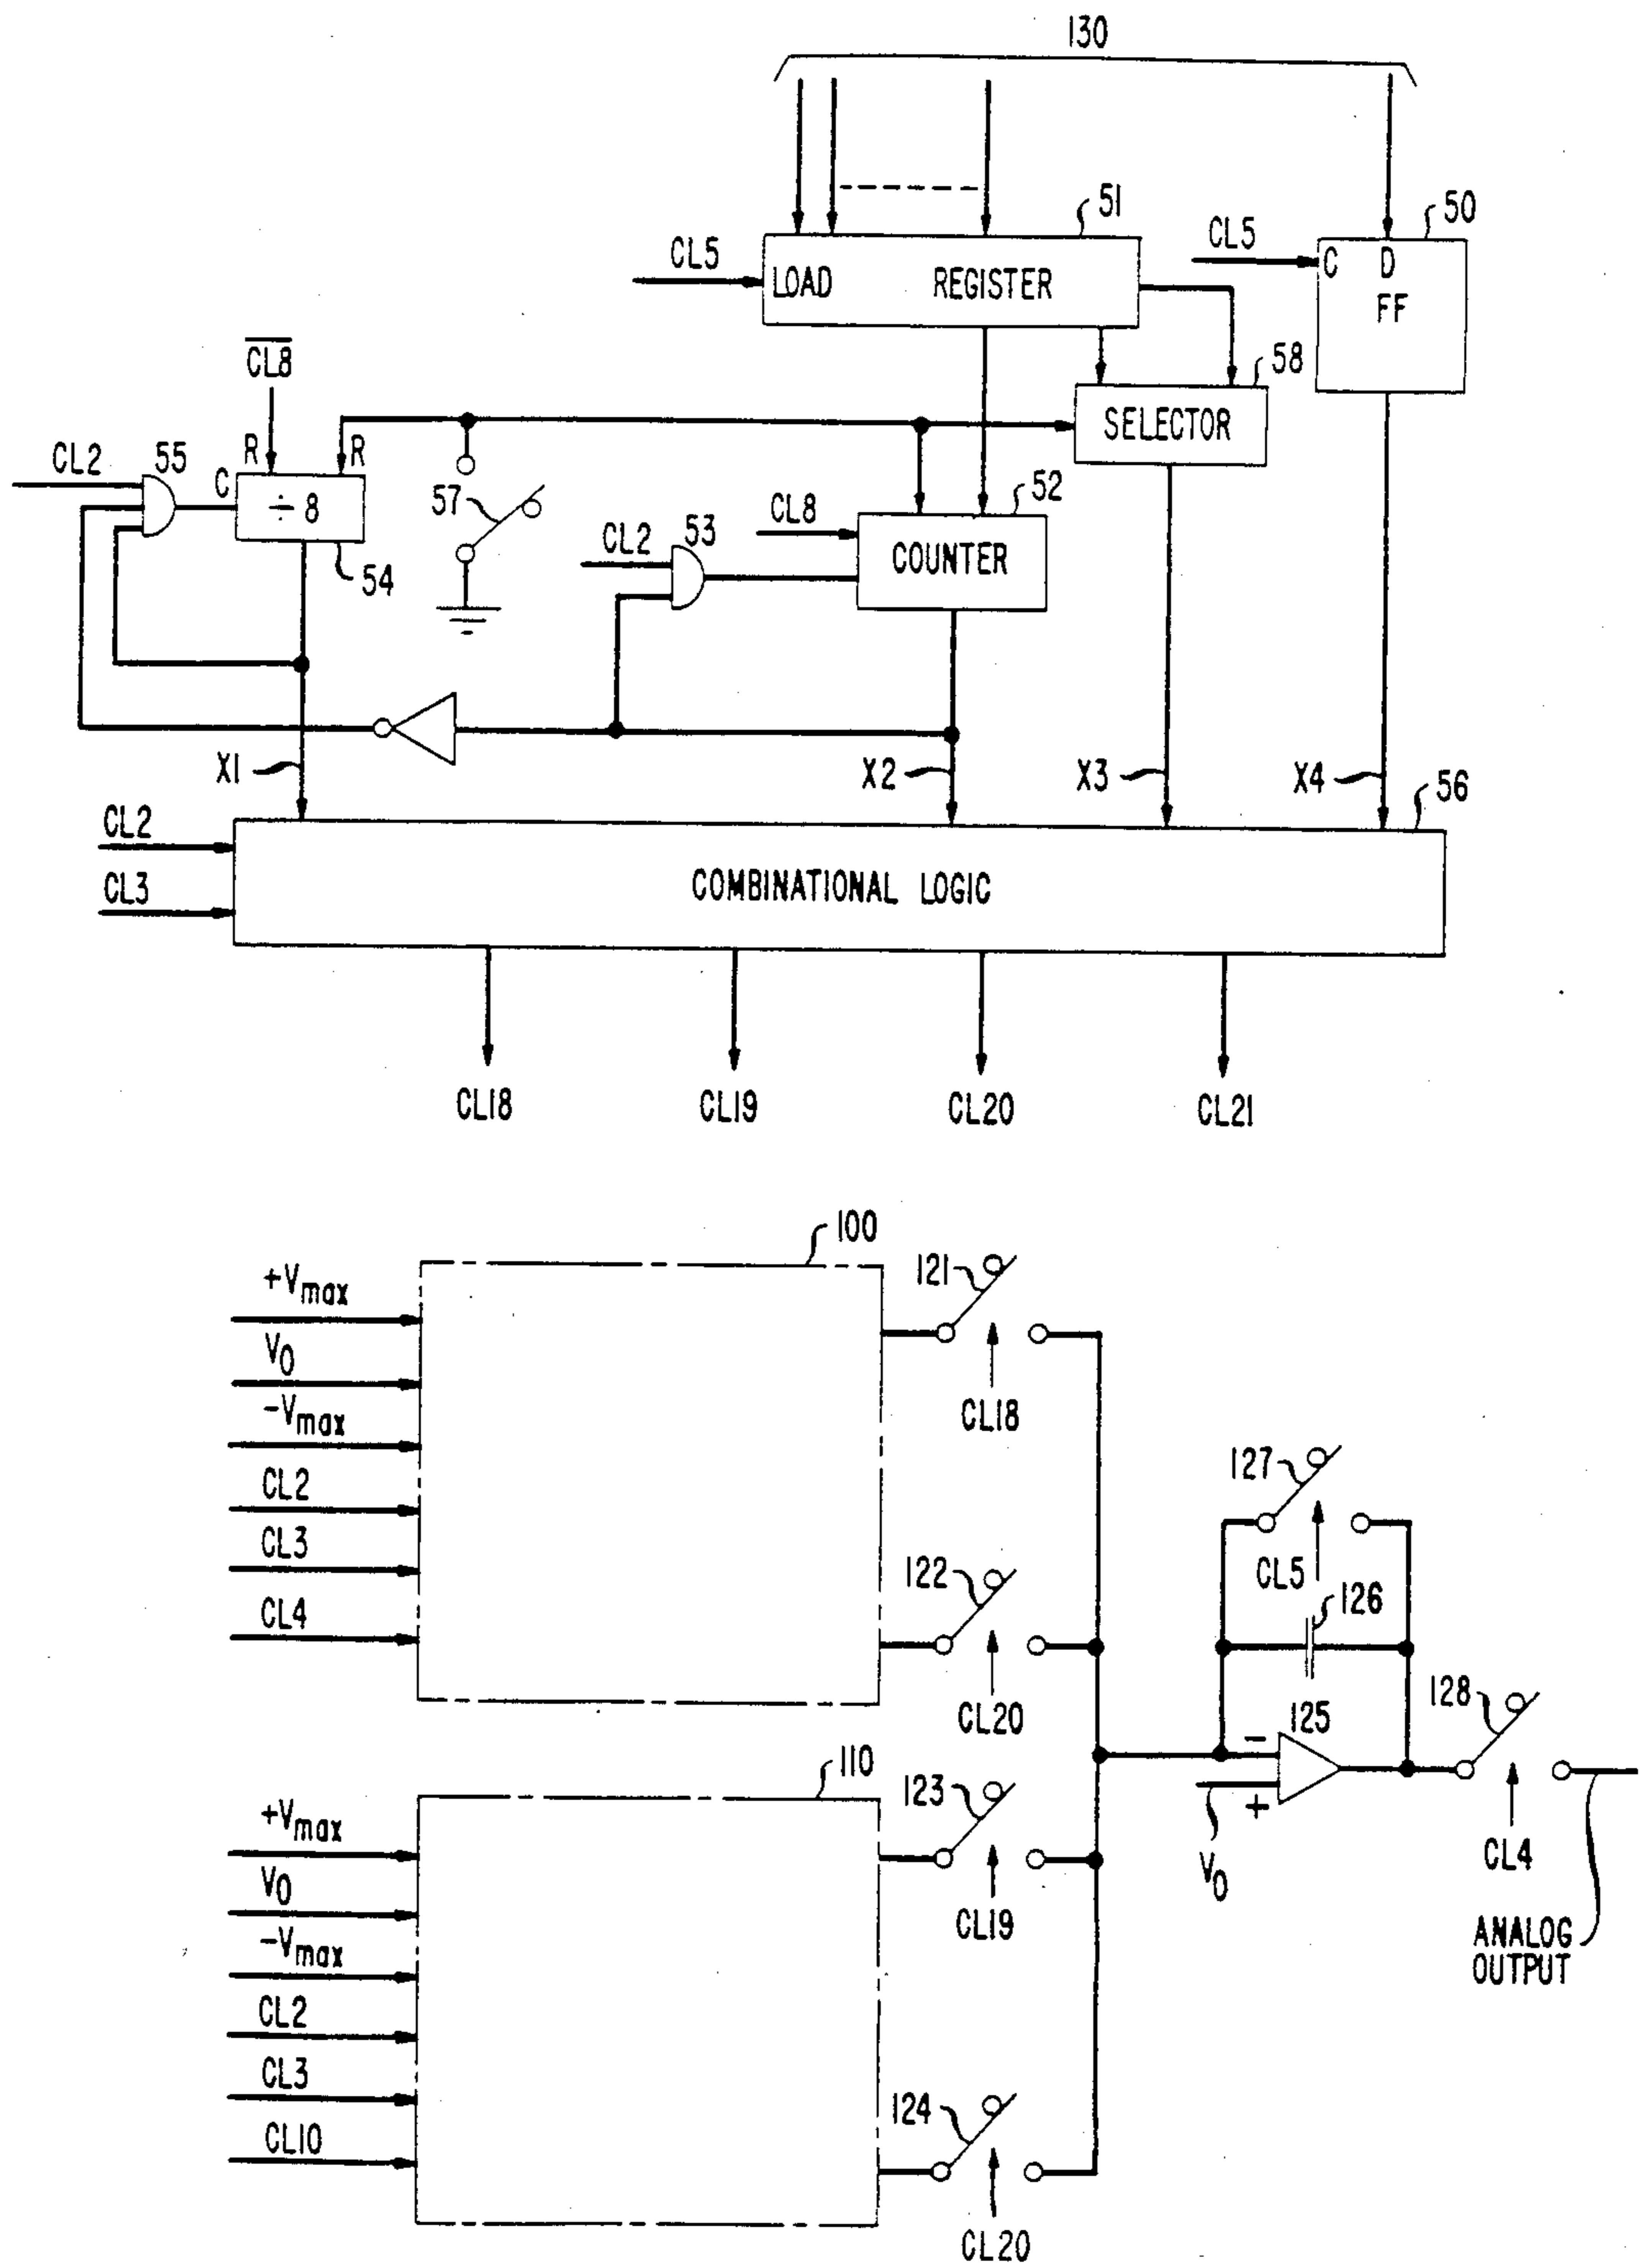 130
51
50
CL5
LOAD
REGISTER
CL5
C
D
FF
CL8
58
SELECTOR
R
R
CL2
55
C
÷8
54
57
CL8
52
CL2
53
COUNTER
X1
X2
X3
X4
56
CL2
CL3
COMBINATIONAL LOGIC
CL18
CL19
CL20
CL21
100
+Vmax
V0
-Vmax
CL2
CL3
CL4
121
CL18
122
CL20
127
CL5
126
125
-
+
V0
128
CL4
ANALOG
OUTPUT
110
+Vmax
V0
-Vmax
CL2
CL3
CL10
123
CL19
124
CL20